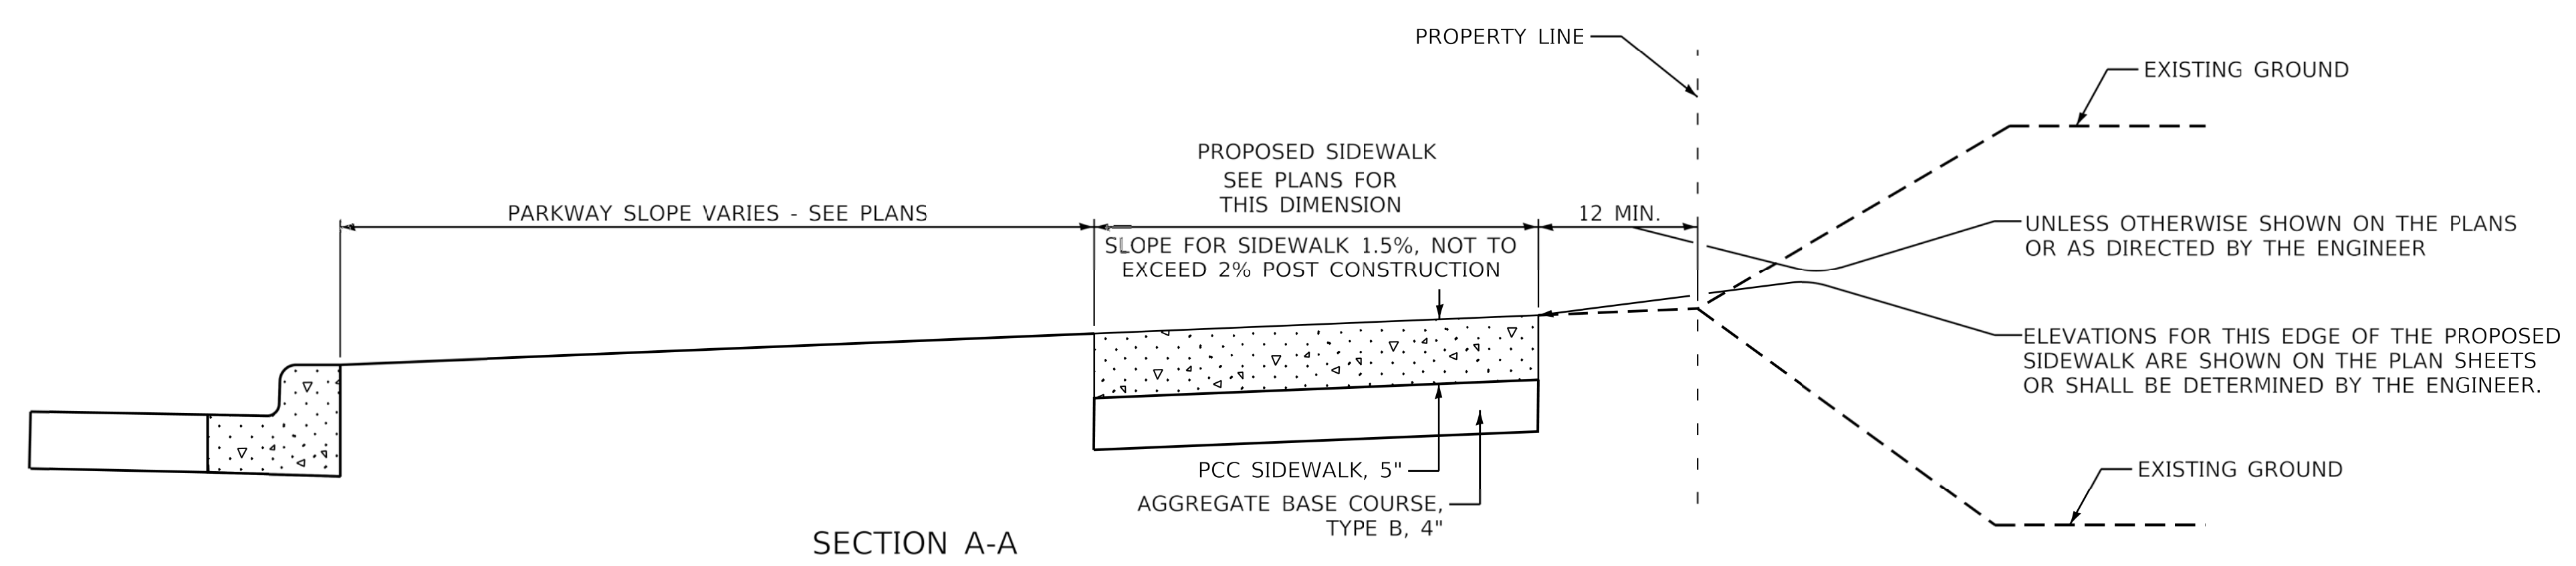 PROPERTY LINE
EXISTING GROUND
PROPOSED SIDEWALK
SEE PLANS FOR
THIS DIMENSION
PARKWAY SLOPE VARIES - SEE PLANS
12 MIN.
UNLESS OTHERWISE SHOWN ON THE PLANS
OR AS DIRECTED BY THE ENGINEER
SLOPE FOR SIDEWALK 1.5%, NOT TO
EXCEED 2% POST CONSTRUCTION
ELEVATIONS FOR THIS EDGE OF THE PROPOSED
SIDEWALK ARE SHOWN ON THE PLAN SHEETS
OR SHALL BE DETERMINED BY THE ENGINEER.
PCC SIDEWALK, 5"
EXISTING GROUND
AGGREGATE BASE COURSE,
TYPE B, 4"
SECTION A-A